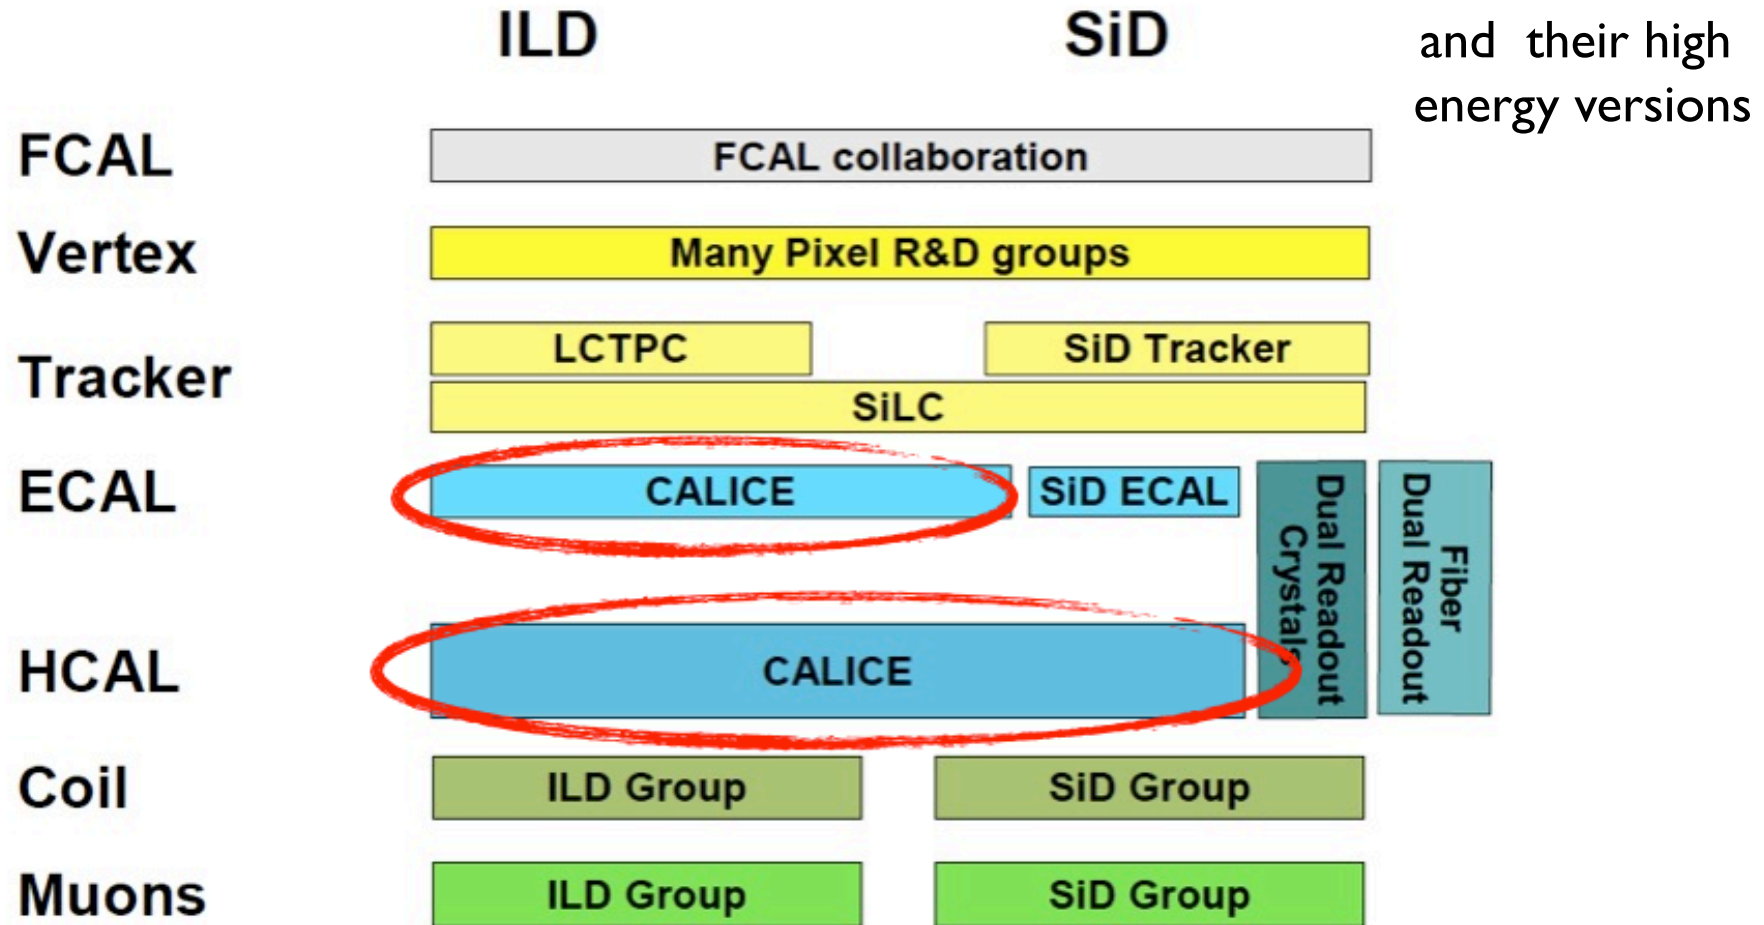 ILD SiD and their high
energy versions
FCAL FCAL collaboration
Vertex Many Pixel R&D groups
Tracker
LCTPC SiD Tracker
SiLC
ECAL CALICE SiD ECAL
Dual Readout
Crystals
Fiber
Dual Readout
HCAL CALICE
Coil ILD Group SiD Group
Muons ILD Group SiD Group